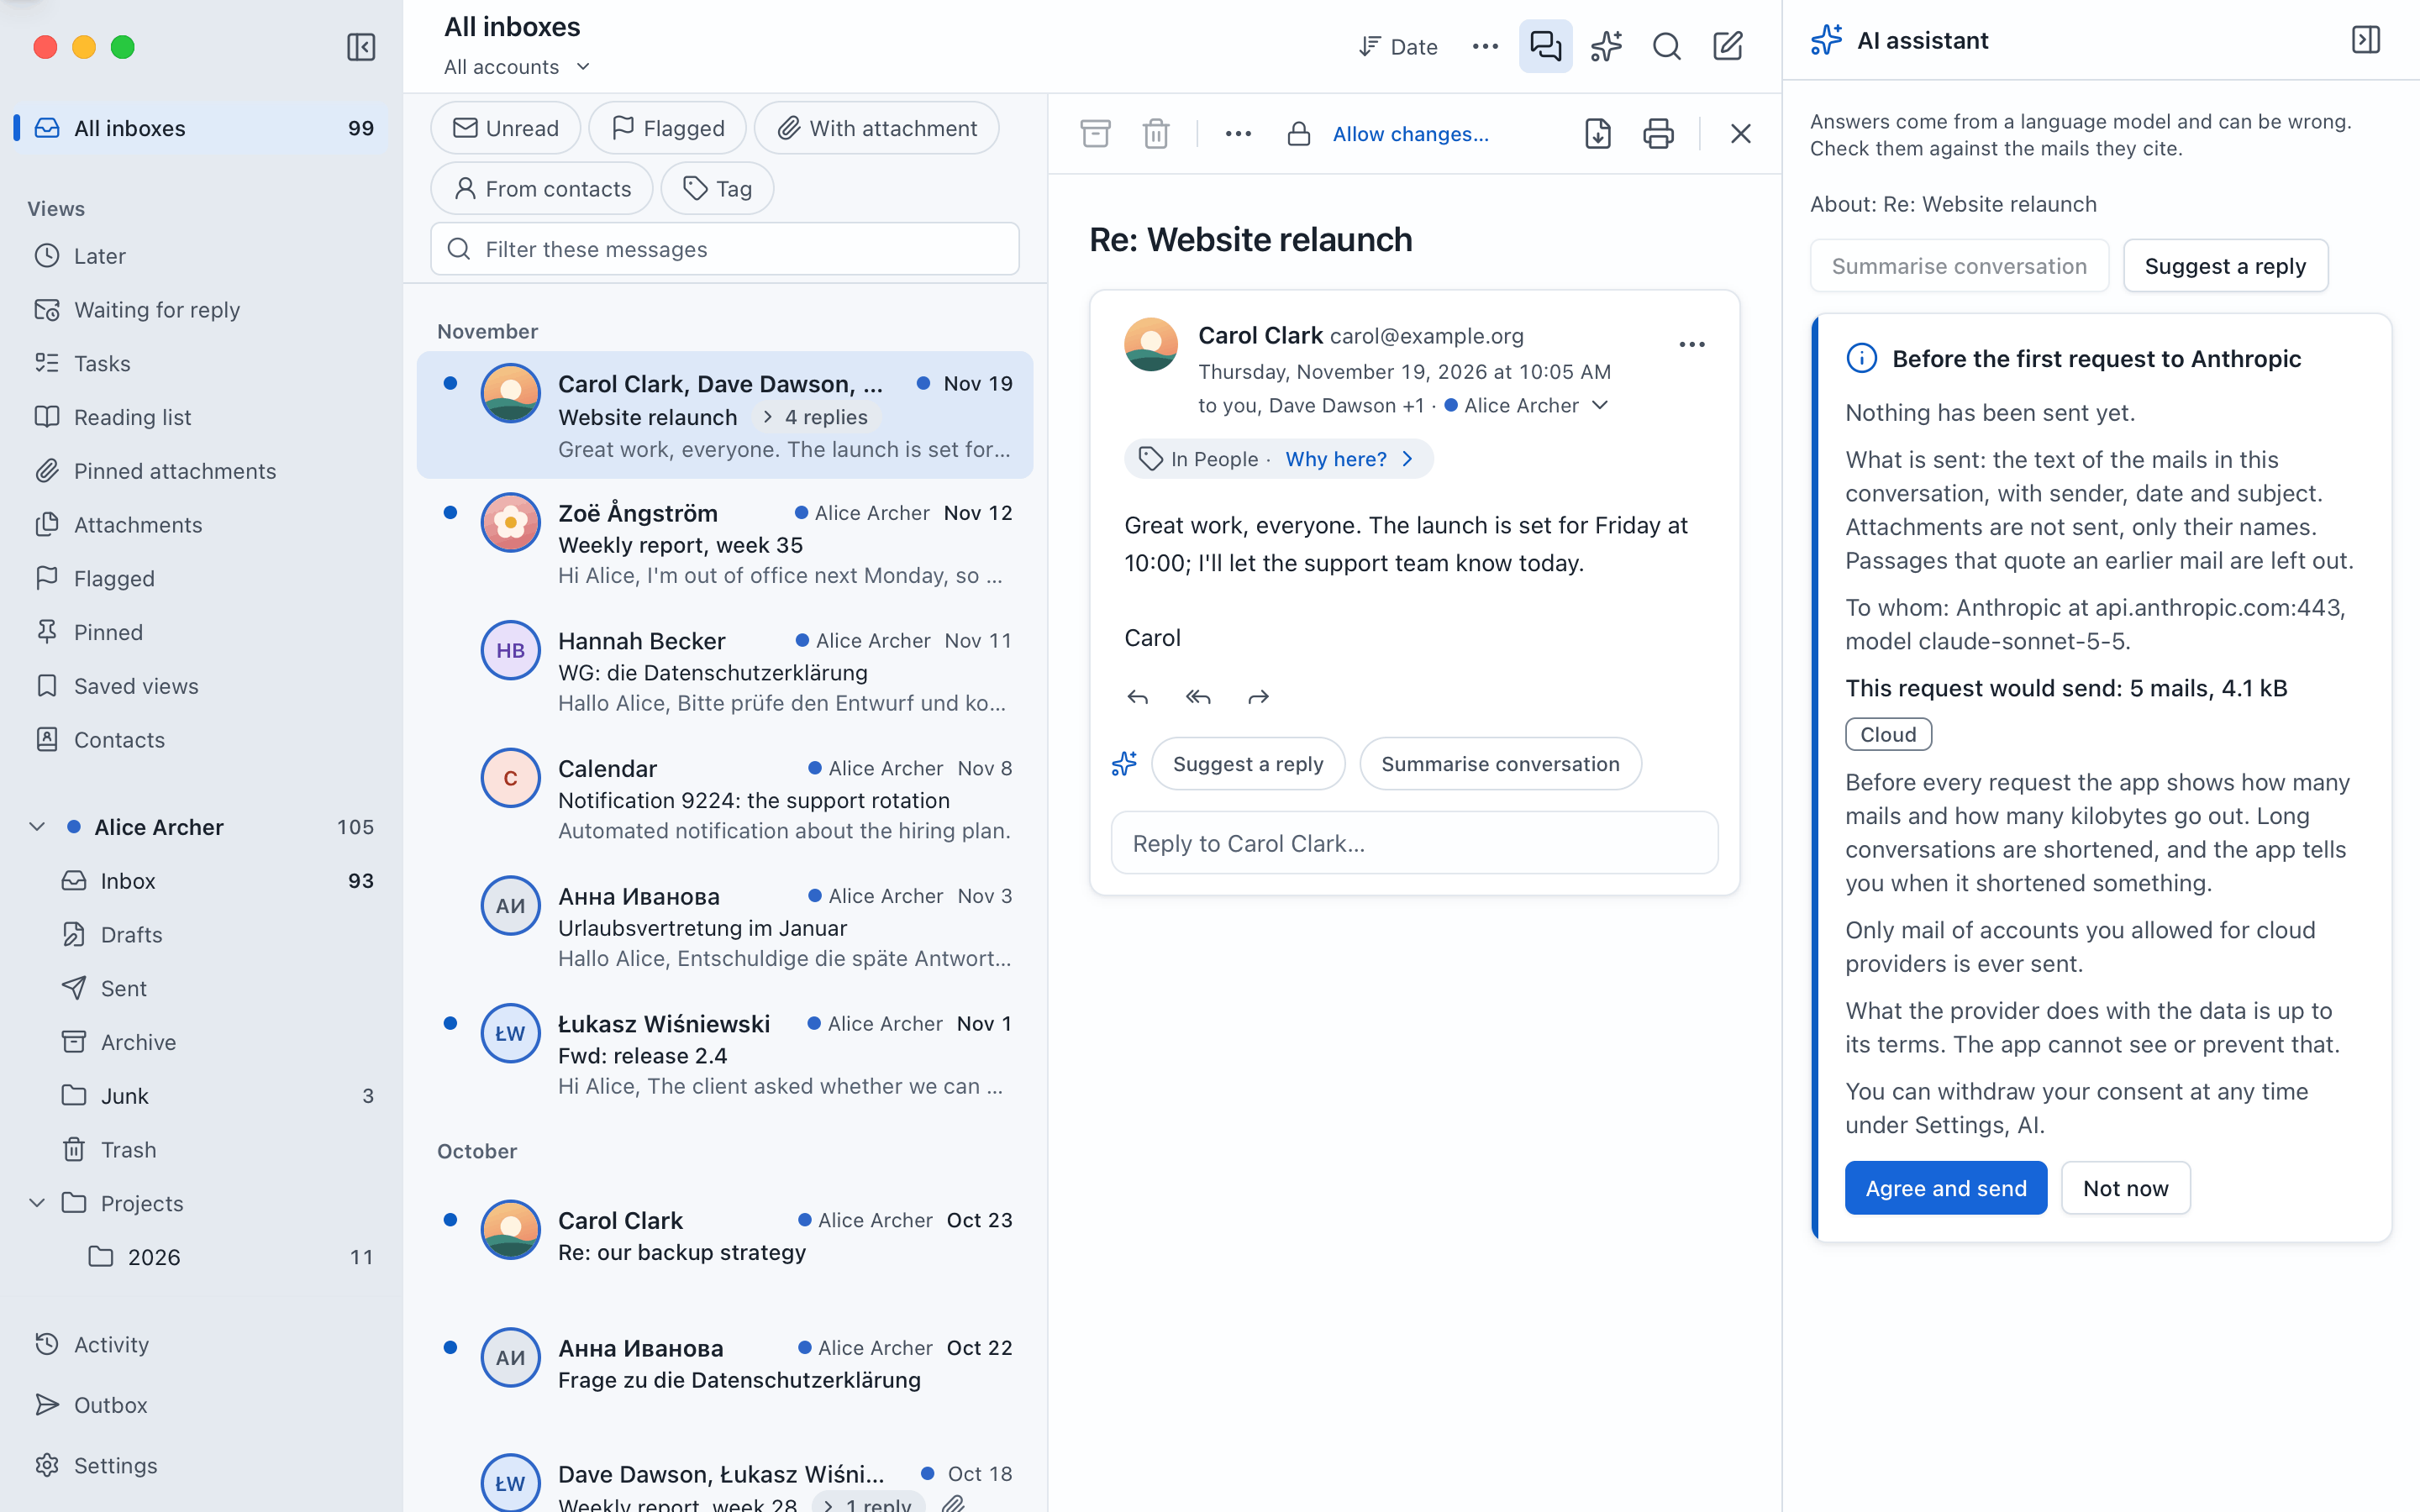 All inboxes
99
Views
Later
Waiting for reply
Tasks
Reading list
Pinned attachments
Attachments
Flagged
Pinned
Saved views
Contacts
Alice Archer
105
Inbox
93
Drafts
Sent
Archive
Junk
3
Trash
Projects
2026
11
Activity
Outbox
Settings
All inboxes
All accounts
Date
Unread
Flagged
With attachment
From contacts
Tag
Filter these messages
November
Carol Clark, Dave Dawson, ...
Nov 19
Website relaunch
4 replies
Great work, everyone. The launch is set for...
Zoë Ångström
Alice Archer
Nov 12
Weekly report, week 35
Hi Alice, I'm out of office next Monday, so ...
HB
Hannah Becker
Alice Archer
Nov 11
WG: die Datenschutzerklärung
Hallo Alice, Bitte prüfe den Entwurf und ko...
C
Calendar
Alice Archer
Nov 8
Notification 9224: the support rotation
Automated notification about the hiring plan.
АИ
Анна Иванова
Alice Archer
Nov 3
Urlaubsvertretung im Januar
Hallo Alice, Entschuldige die späte Antwort...
ŁW
Łukasz Wiśniewski
Alice Archer
Nov 1
Fwd: release 2.4
Hi Alice, The client asked whether we can ...
October
Carol Clark
Alice Archer
Oct 23
Re: our backup strategy
АИ
Анна Иванова
Alice Archer
Oct 22
Frage zu die Datenschutzerklärung
ŁW
Dave Dawson, Łukasz Wiśni...
Oct 18
Weekly report, week 28
1 reply
Allow changes...
Re: Website relaunch
Carol Clark carol@example.org
Thursday, November 19, 2026 at 10:05 AM
to you, Dave Dawson +1 · Alice Archer
In People · Why here?
Great work, everyone. The launch is set for Friday at
10:00; I'll let the support team know today.
Carol
Suggest a reply
Summarise conversation
Reply to Carol Clark...
AI assistant
Answers come from a language model and can be wrong.
Check them against the mails they cite.
About: Re: Website relaunch
Summarise conversation
Suggest a reply
Before the first request to Anthropic
Nothing has been sent yet.
What is sent: the text of the mails in this
conversation, with sender, date and subject.
Attachments are not sent, only their names.
Passages that quote an earlier mail are left out.
To whom: Anthropic at api.anthropic.com:443,
model claude-sonnet-5-5.
This request would send: 5 mails, 4.1 kB
Cloud
Before every request the app shows how many
mails and how many kilobytes go out. Long
conversations are shortened, and the app tells
you when it shortened something.
Only mail of accounts you allowed for cloud
providers is ever sent.
What the provider does with the data is up to
its terms. The app cannot see or prevent that.
You can withdraw your consent at any time
under Settings, AI.
Agree and send
Not now